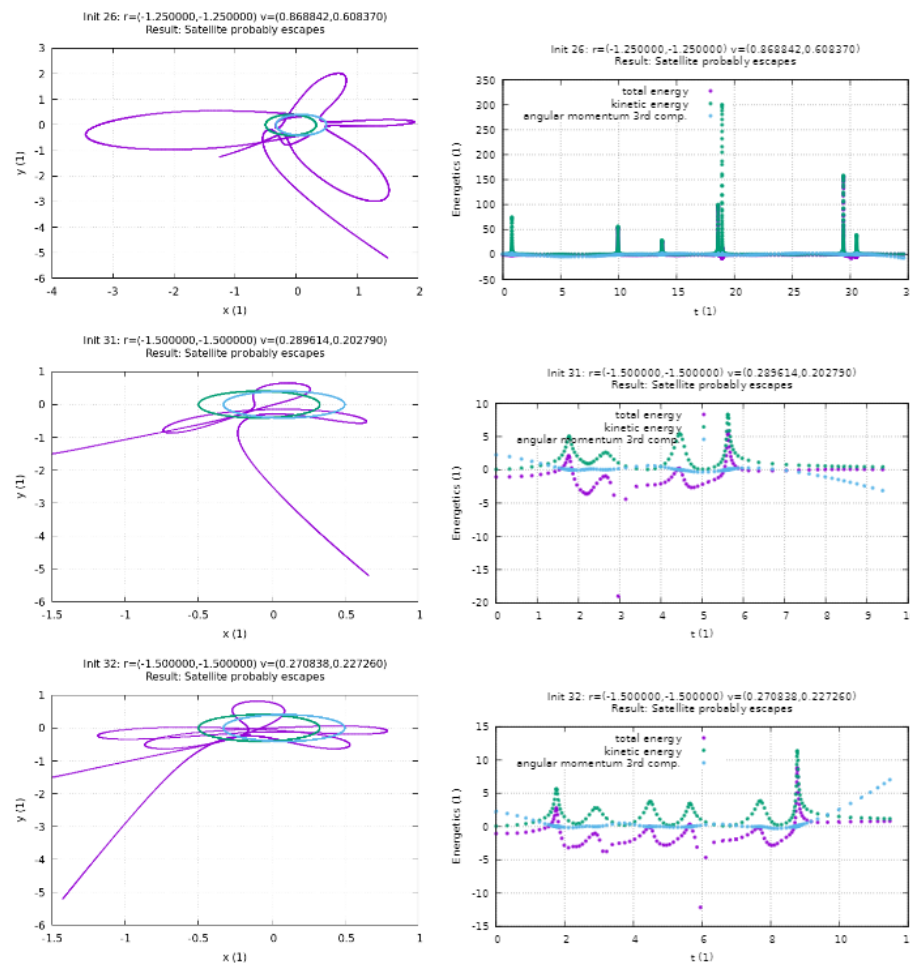 Init 26: r=(-1.250000,-1.250000) v=(0.868842,0.608370)
Result: Satellite probably escapes
3
2
1
0
-1
-2
-3
-4
-5
-6
y (1)
-4 -3 -2 -1 0 1 2
x (1)
Init 26: r=(-1.250000,-1.250000) v=(0.868842,0.608370)
Result: Satellite probably escapes
total energy
kinetic energy
angular momentum 3rd comp.
350
300
250
200
150
100
50
0
-50
Energetics (1)
0 5 10 15 20 25 30 3
t (1)
Init 31: r=(-1.500000,-1.500000) v=(0.289614,0.202790)
Result: Satellite probably escapes
1
0
-1
-2
-3
-4
-5
-6
y (1)
-1.5 -1 -0.5 0 0.5 1
x (1)
Init 31: r=(-1.500000,-1.500000) v=(0.289614,0.202790)
Result: Satellite probably escapes
total energy
kinetic energy
angular momentum 3rd comp.
10
5
0
-5
-10
-15
-20
Energetics (1)
0 1 2 3 4 5 6 7 8 9 1
t (1)
Init 32: r=(-1.500000,-1.500000) v=(0.270838,0.227260)
Result: Satellite probably escapes
1
0
-1
-2
-3
-4
-5
-6
y (1)
-1.5 -1 -0.5 0 0.5 1
x (1)
Init 32: r=(-1.500000,-1.500000) v=(0.270838,0.227260)
Result: Satellite probably escapes
total energy
kinetic energy
angular momentum 3rd comp.
15
10
5
0
-5
-10
-15
Energetics (1)
0 2 4 6 8 10 1
t (1)